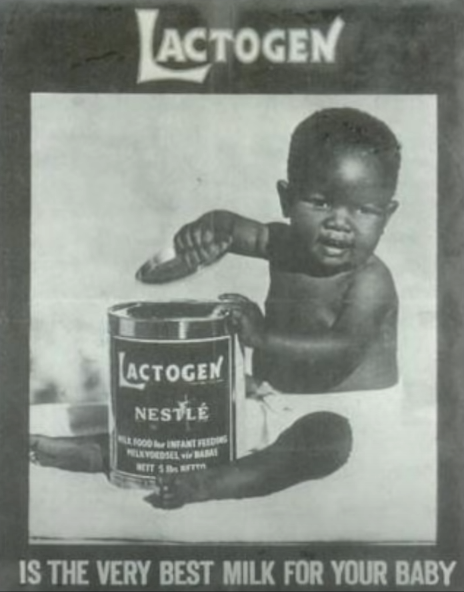 LACTOGEN
LACTOGEN
NESTLÉ
MILK FOOD for INFANT FEEDING
MELKVOEDSEL vir BABAS
NETT 5 lbs NETTO
IS THE VERY BEST MILK FOR YOUR BABY